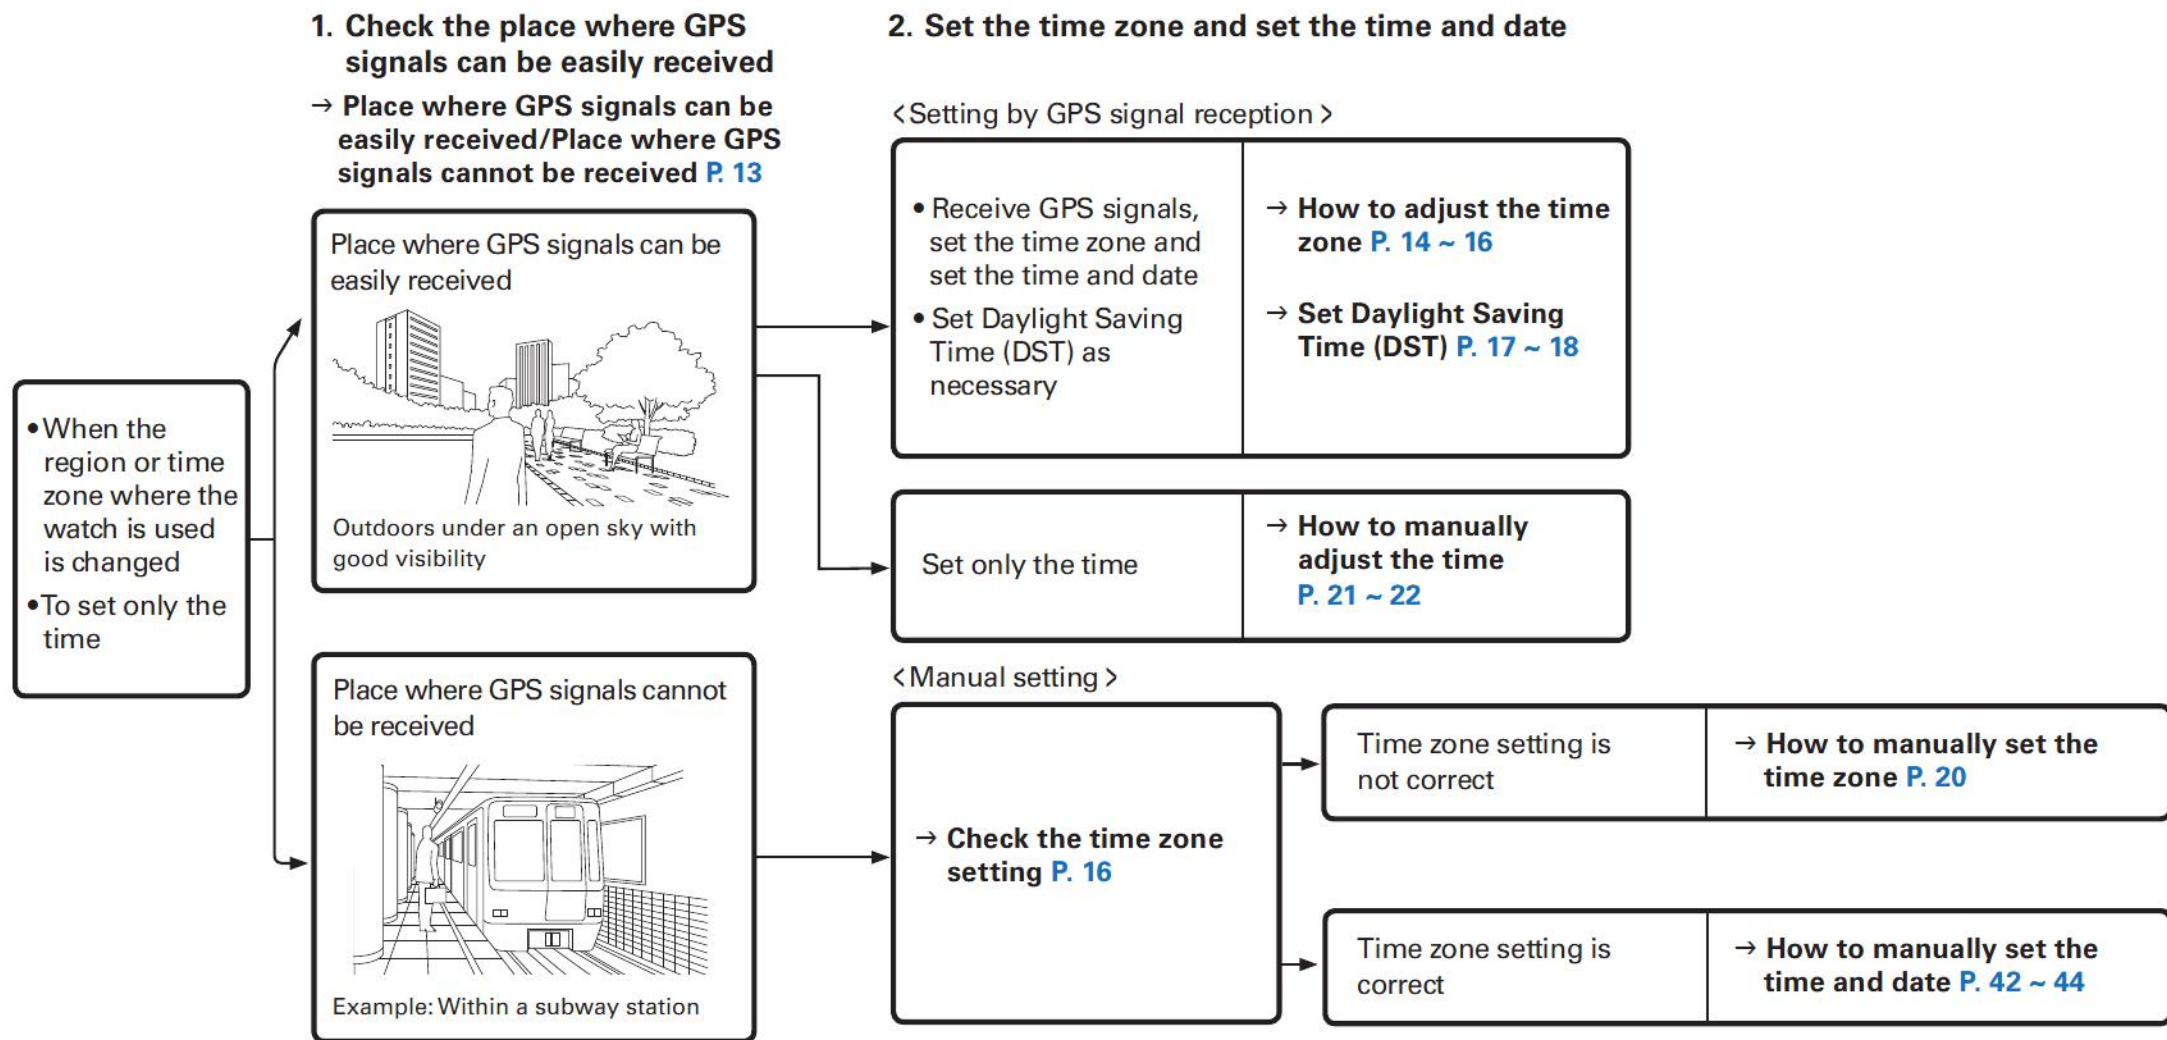 1. Check the place where GPS
signals can be easily received
→ Place where GPS signals can be
easily received/Place where GPS
signals cannot be received P. 13
2. Set the time zone and set the time and date
•When the
region or time
zone where the
watch is used
is changed
•To set only the
time
Place where GPS signals can be
easily received
Outdoors under an open sky with
good visibility
Place where GPS signals cannot
be received
Example: Within a subway station
<Setting by GPS signal reception>
• Receive GPS signals,
set the time zone and
set the time and date
• Set Daylight Saving
Time (DST) as
necessary
→ How to adjust the time
zone P. 14 ~ 16
→ Set Daylight Saving
Time (DST) P. 17 ~ 18
Set only the time
→ How to manually
adjust the time
P. 21 ~ 22
<Manual setting>
→ Check the time zone
setting P. 16
Time zone setting is
not correct
→ How to manually set the
time zone P. 20
Time zone setting is
correct
→ How to manually set the
time and date P. 42 ~ 44